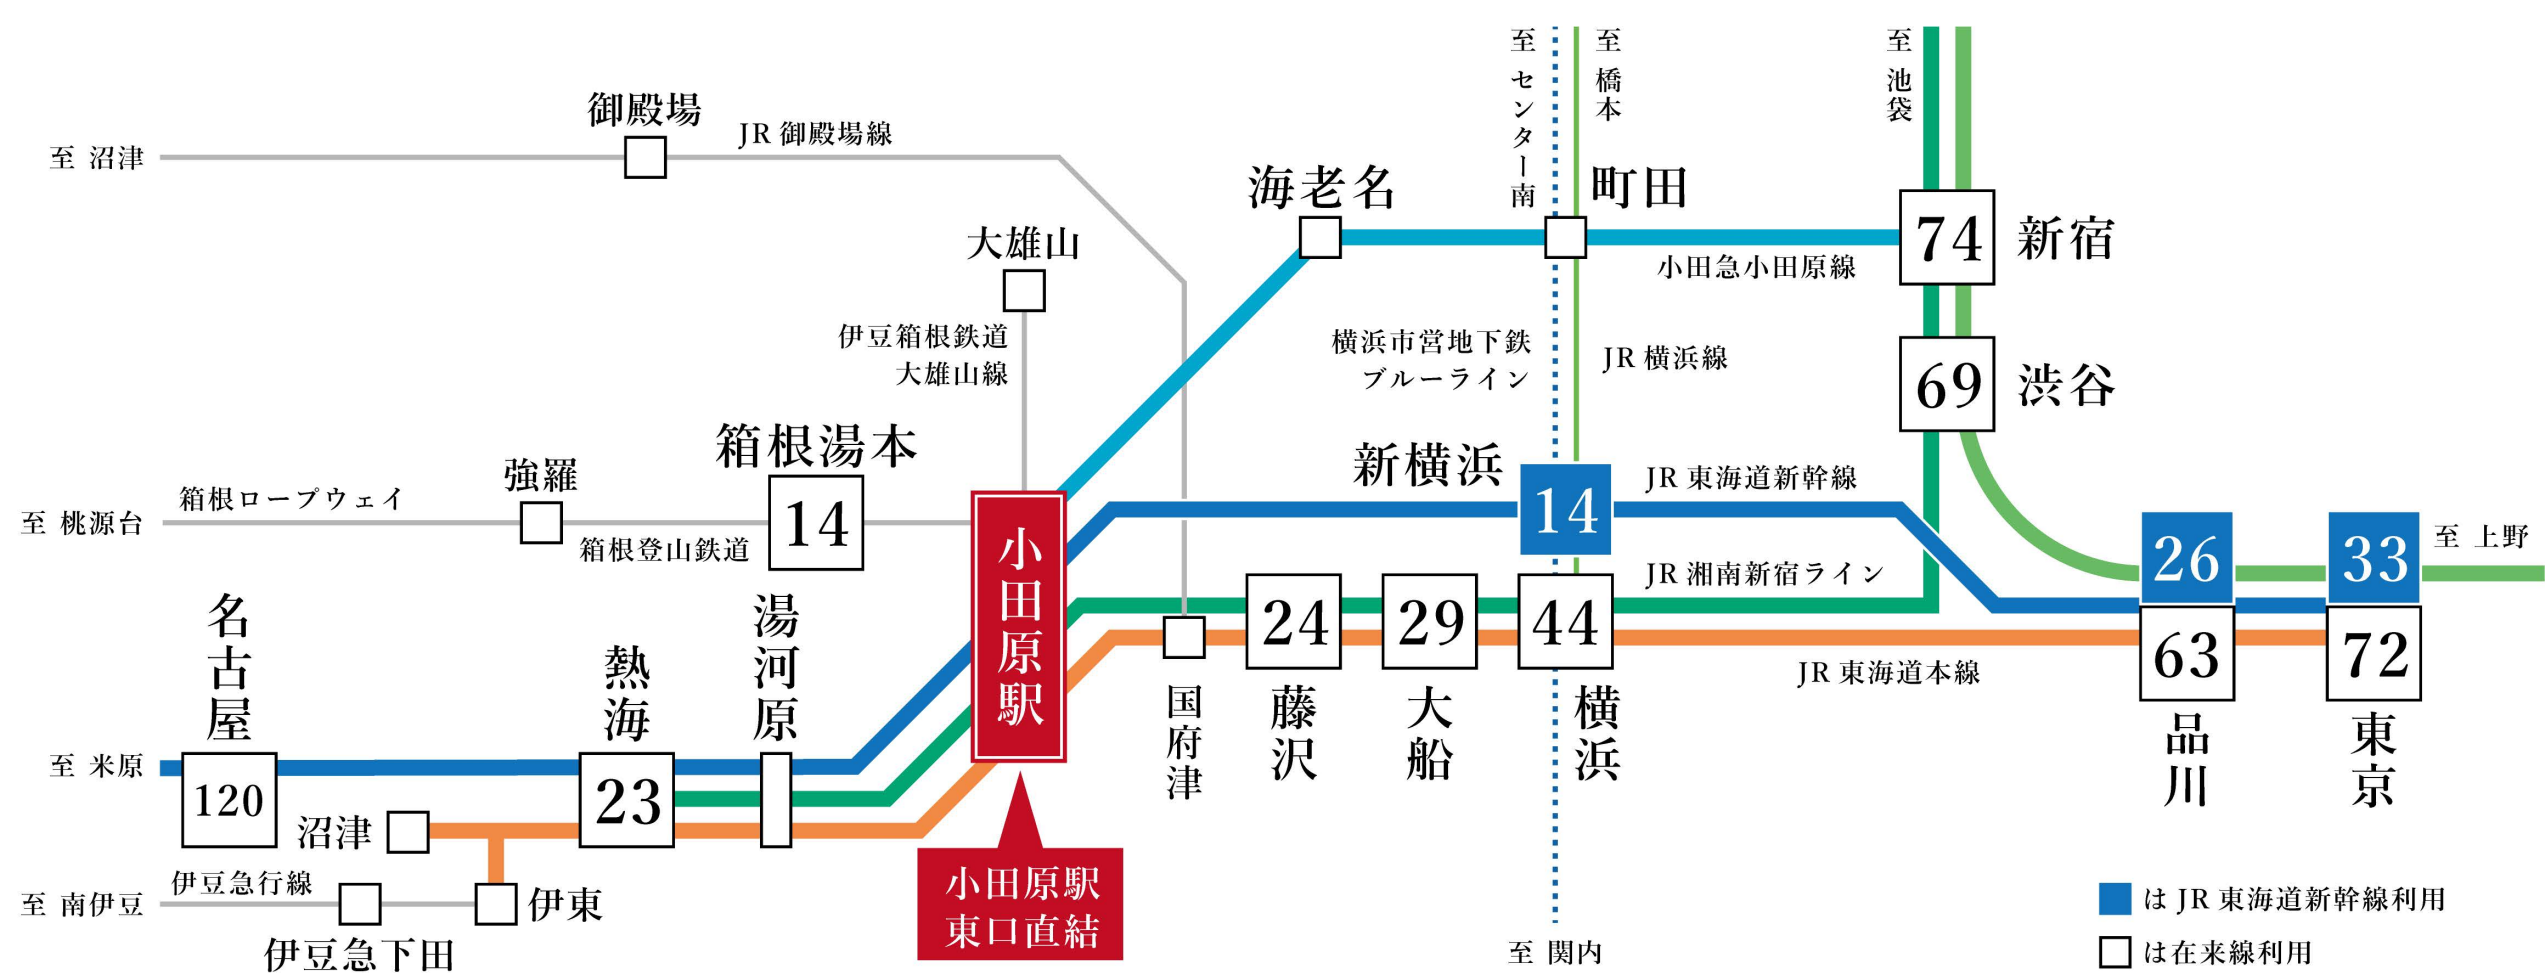 至 センター南
至 橋本
至 池袋
御殿場
JR 御殿場線
至 沼津
海老名
町田
74
新宿
小田急小田原線
大雄山
伊豆箱根鉄道
大雄山線
横浜市営地下鉄
ブルーライン
JR 横浜線
69
渋谷
箱根湯本
14
強羅
箱根ロープウェイ
至 桃源台
箱根登山鉄道
新横浜
14
JR 東海道新幹線
26
33
至 上野
小田原駅
JR 湘南新宿ライン
名古屋
120
熱海
23
湯河原
国府津
24
藤沢
29
大船
44
横浜
JR 東海道本線
63
品川
72
東京
至 米原
沼津
伊豆急行線
至 南伊豆
伊東
伊豆急下田
小田原駅
東口直結
至 関内
は JR 東海道新幹線利用
は在来線利用